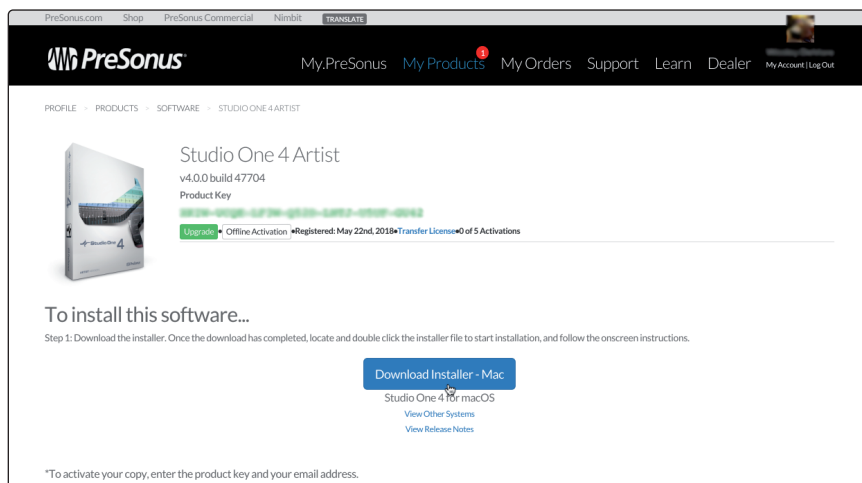 PreSonus.com Shop PreSonus Commercial Nimbit TRANSLATE
PreSonus
My.PreSonus My Products 1 My Orders Support Learn Dealer
My Account | Log Out
PROFILE PRODUCTS SOFTWARE STUDIO ONE 4 ARTIST
Studio One 4 Artist
v4.0.0 build 47704
Product Key
Upgrade • Offline Activation •Registered: May 22nd, 2018•Transfer License•0 of 5 Activations
StudioOne 4
To install this software...
Step 1: Download the installer. Once the download has completed, locate and double click the installer file to start installation, and follow the onscreen instructions.
Download Installer - Mac
Studio One 4 for macOS
View Other Systems
View Release Notes
*To activate your copy, enter the product key and your email address.